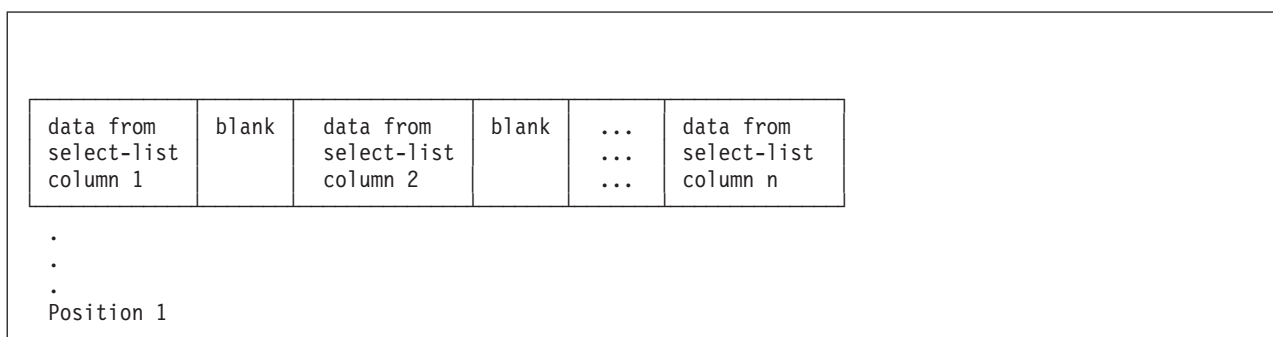 data from blank data from blank ... data from
select-list select-list ... select-list
column 1 column 2 ... column n
.
.
.
Position 1